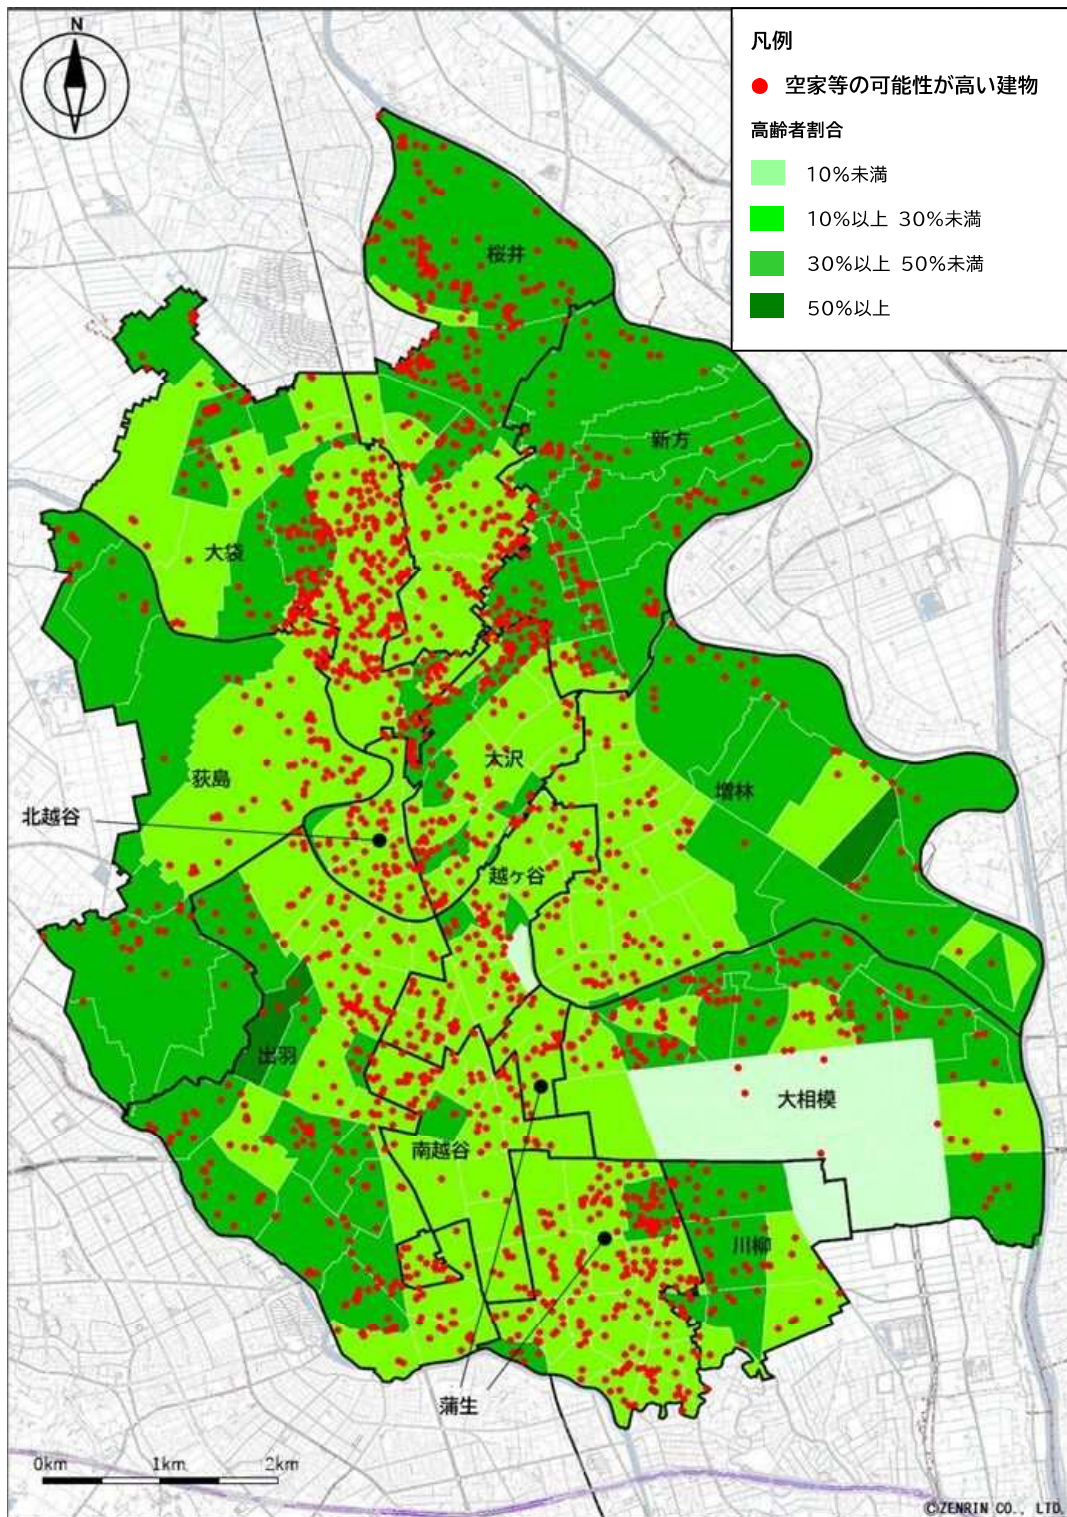 N
凡例
空家等の可能性が高い建物
高齢者割合
10%未満
10%以上 30%未満
30%以上 50%未満
50%以上
桜井
新方
大袋
大沢
荻島
増林
北越谷
越ヶ谷
出羽
大相模
南越谷
川柳
蒲生
0km 1km 2km
©ZENRIN CO., LTD.